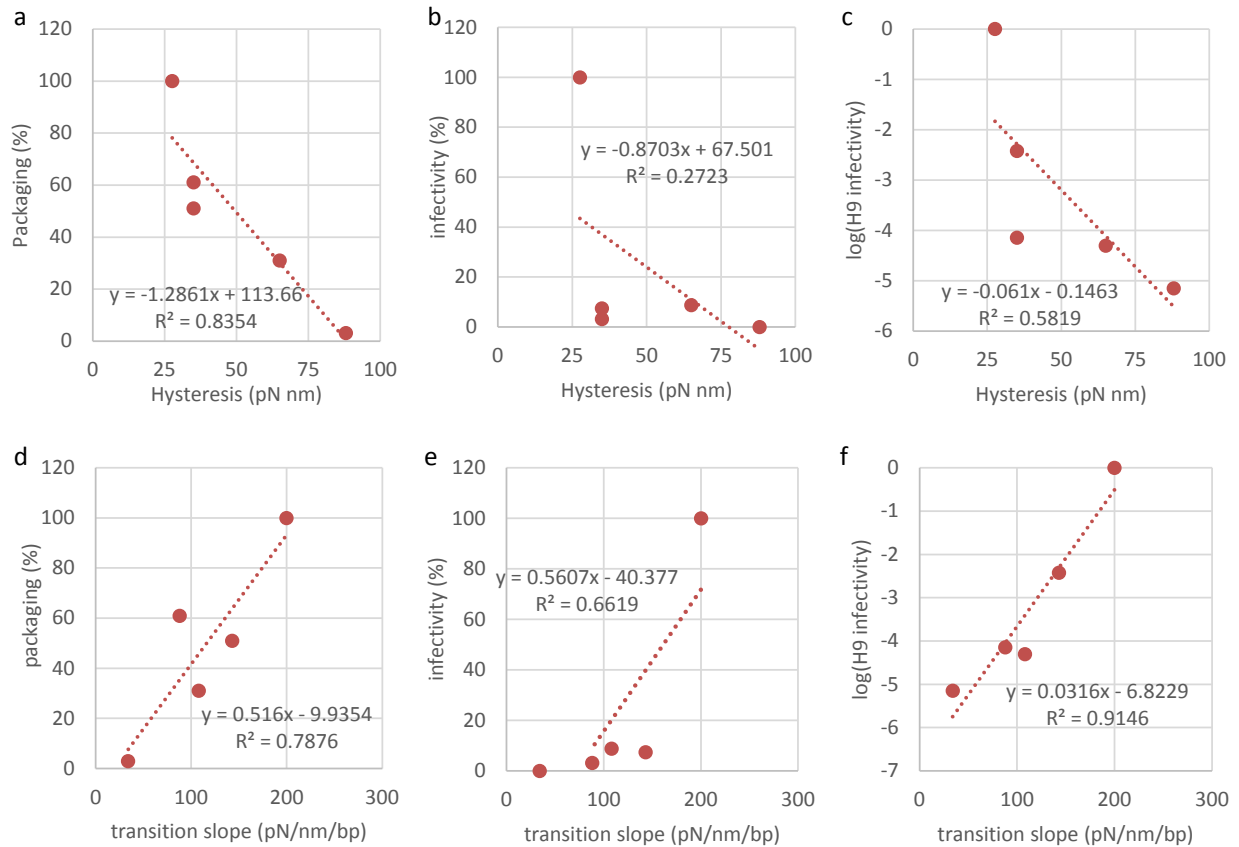 a
120
100
80
60
40
20
0
Packaging (%)
y = -1.2861x + 113.66
R² = 0.8354
0 25 50 75 100
Hysteresis (pN nm)
b
120
100
80
60
40
20
0
infectivity (%)
y = -0.8703x + 67.501
R² = 0.2723
0 25 50 75 100
Hysteresis (pN nm)
c
0
-1
-2
-3
-4
-5
-6
log(H9 infectivity)
y = -0.061x - 0.1463
R² = 0.5819
0 25 50 75 100
Hysteresis (pN nm)
d
120
100
80
60
40
20
0
packaging (%)
y = 0.516x - 9.9354
R² = 0.7876
0 100 200 300
transition slope (pN/nm/bp)
e
120
100
80
60
40
20
0
infectivity (%)
y = 0.5607x - 40.377
R² = 0.6619
0 100 200 300
transition slope (pN/nm/bp)
f
0
-1
-2
-3
-4
-5
-6
-7
log(H9 infectivity)
y = 0.0316x - 6.8229
R² = 0.9146
0 100 200 300
transition slope (pN/nm/bp)